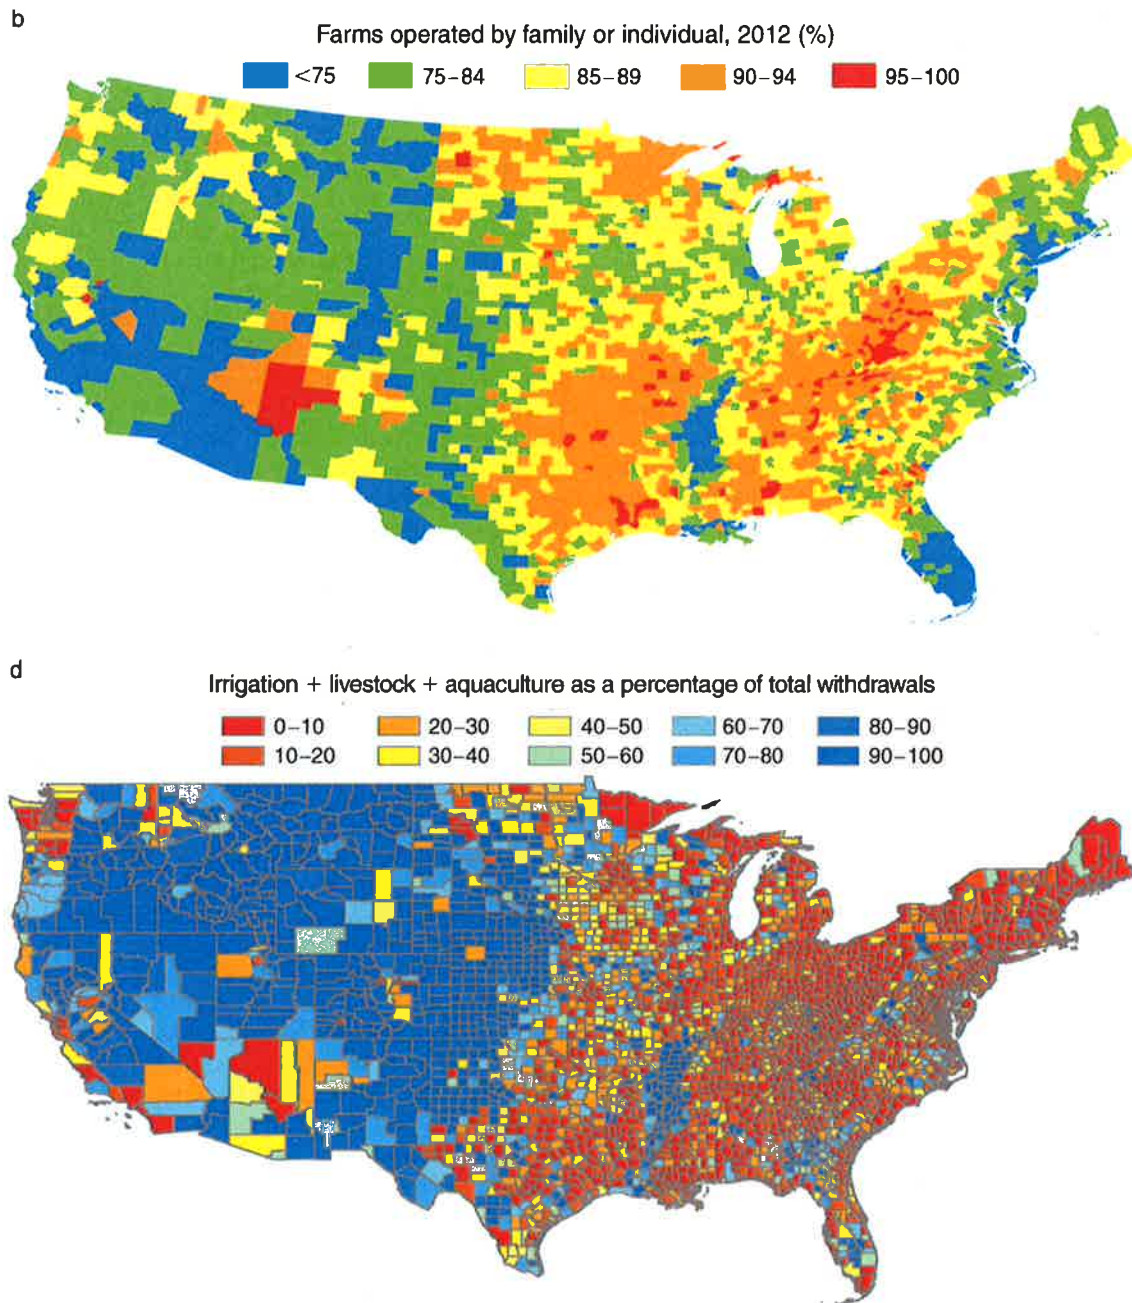 b
Farms operated by family or individual, 2012 (%)
<75 75–84 85–89 90–94 95–100
d
Irrigation + livestock + aquaculture as a percentage of total withdrawals
0–10 20–30 40–50 60–70 80–90
10–20 30–40 50–60 70–80 90–100